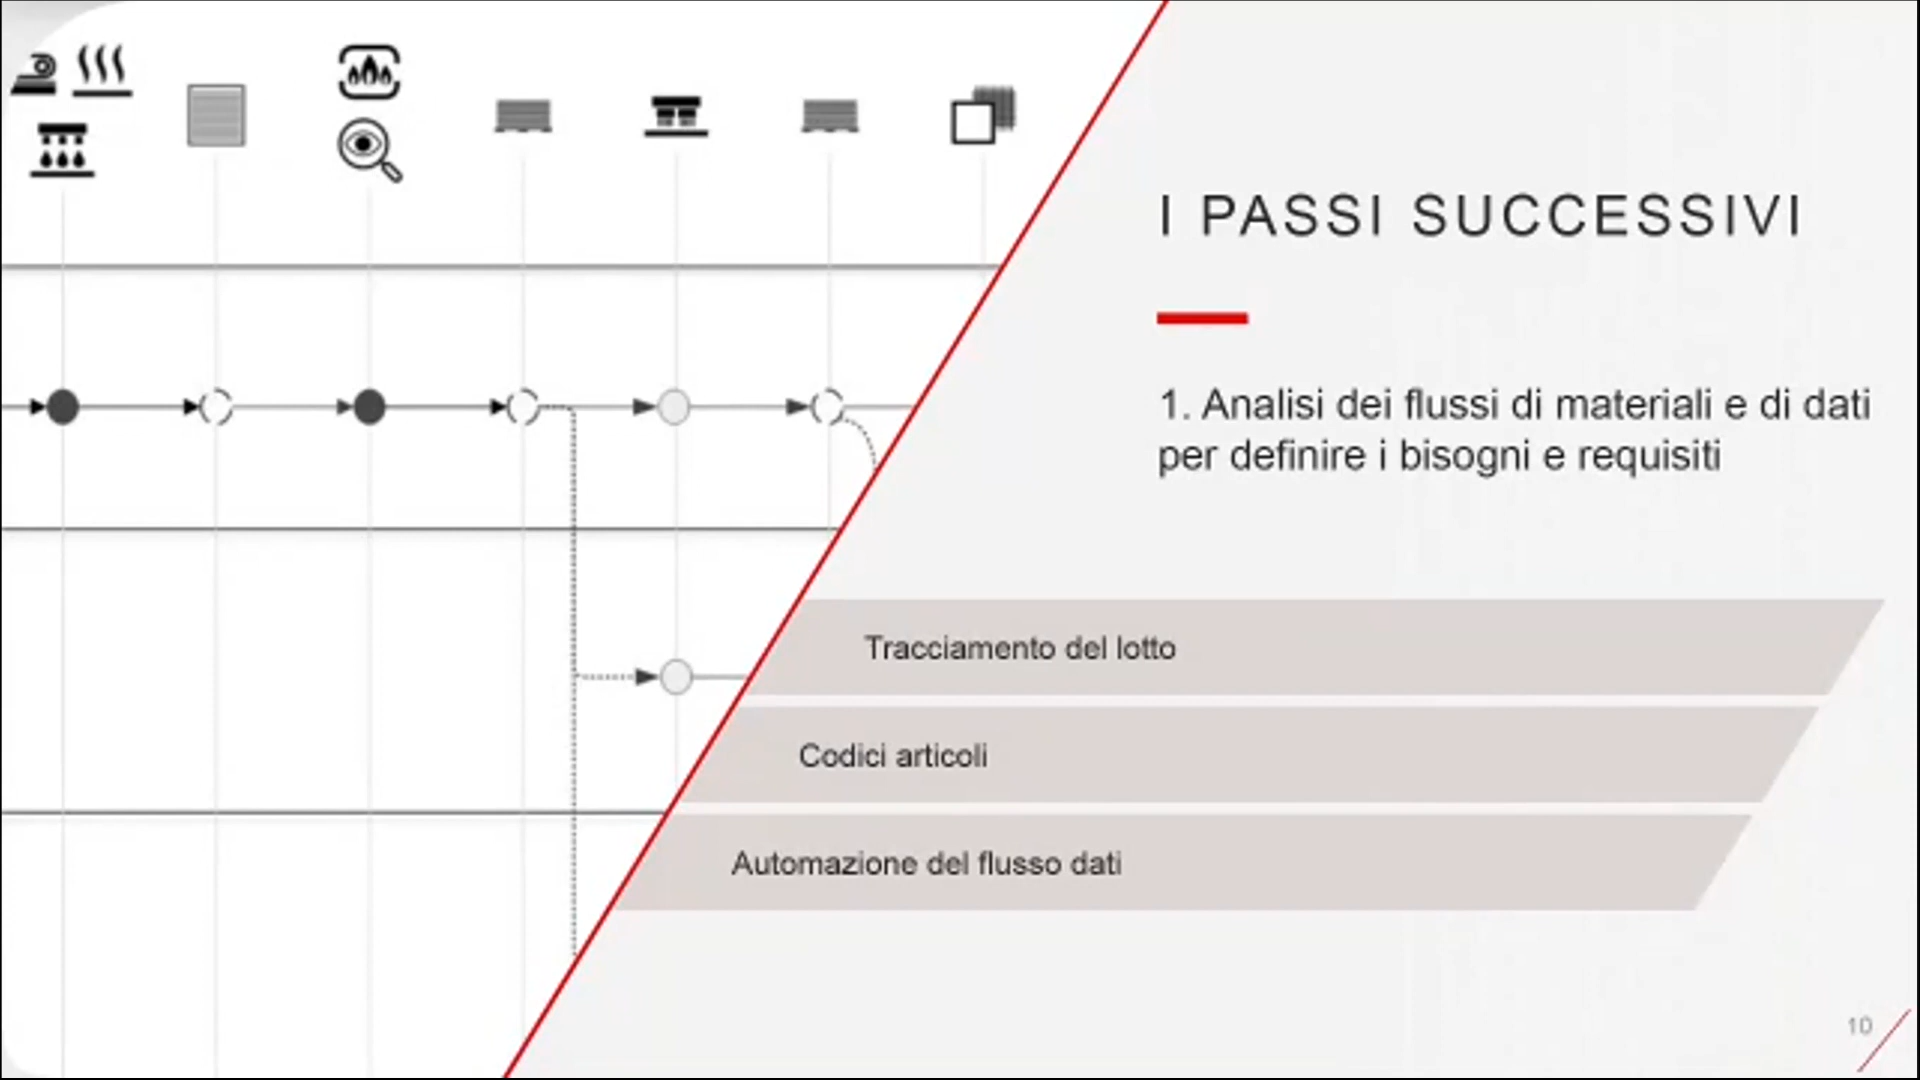 I PASSI SUCCESSIVI
1. Analisi dei flussi di materiali e di dati
per definire i bisogni e requisiti
Tracciamento del lotto
Codici articoli
Automazione del flusso dati
10